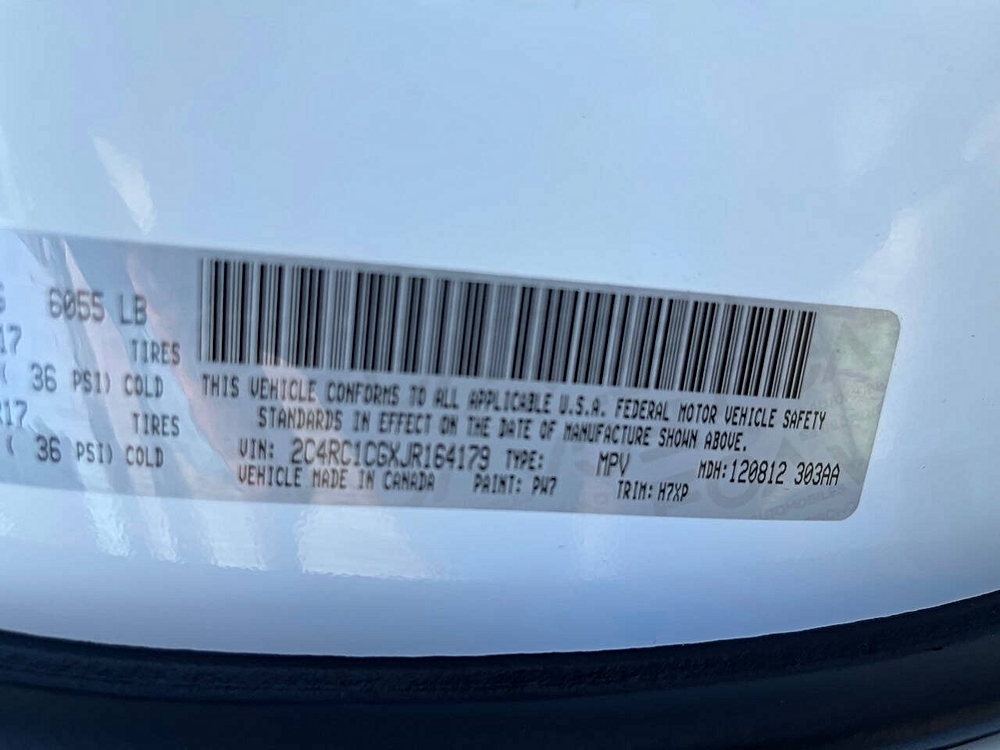 6055 LB
17 TIRES
( 36 PSI) COLD
R17 TIRES
( 36 PSI) COLD
THIS VEHICLE CONFORMS TO ALL APPLICABLE U.S.A. FEDERAL MOTOR VEHICLE SAFETY
STANDARDS IN EFFECT ON THE DATE OF MANUFACTURE SHOWN ABOVE.
VIN: 2C4RC1CGXJR164179 TYPE: MPV MDH:120812 303AA
VEHICLE MADE IN CANADA PAINT: PW7 TRIM: H7XP